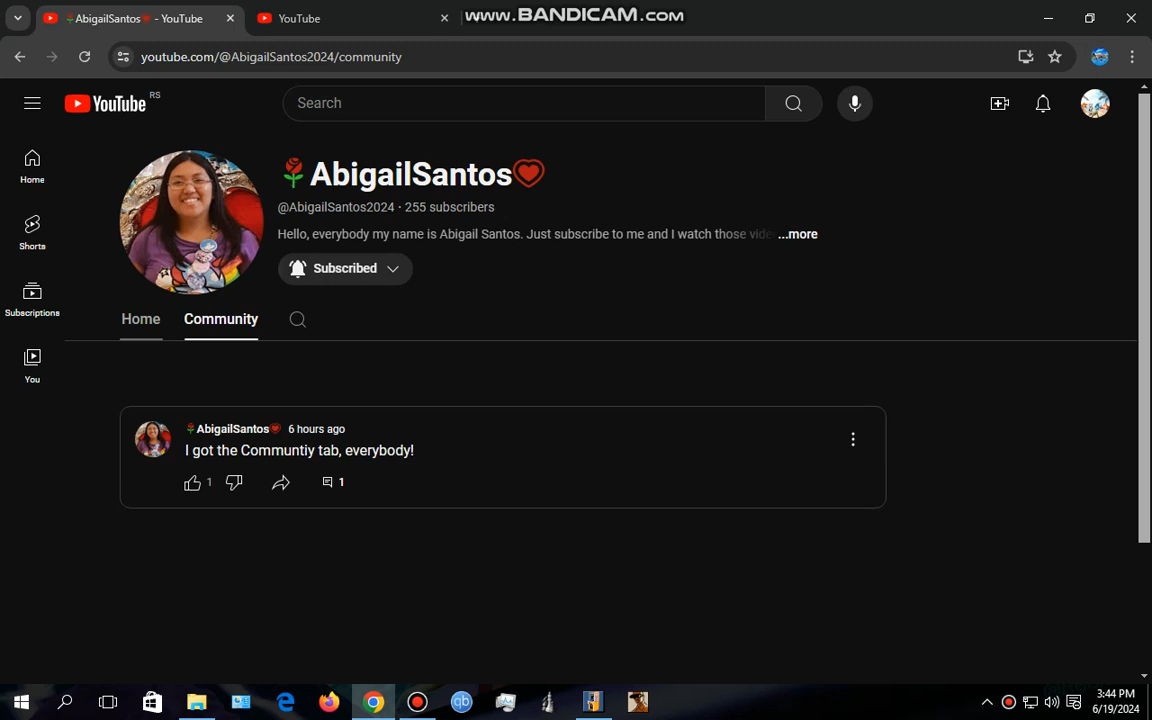 AbigailSantos - YouTube
YouTube
www.BANDICAM.com
youtube.com/@AbigailSantos2024/community
YouTube RS
Search
Home
Shorts
Subscriptions
You
🌹AbigailSantos❤️
@AbigailSantos2024 · 255 subscribers
Hello, everybody my name is Abigail Santos. Just subscribe to me and I watch those vide ...more
Subscribed
Home Community
🌹AbigailSantos❤️ 6 hours ago
I got the Communtiy tab, everybody!
1 1
3:44 PM
6/19/2024